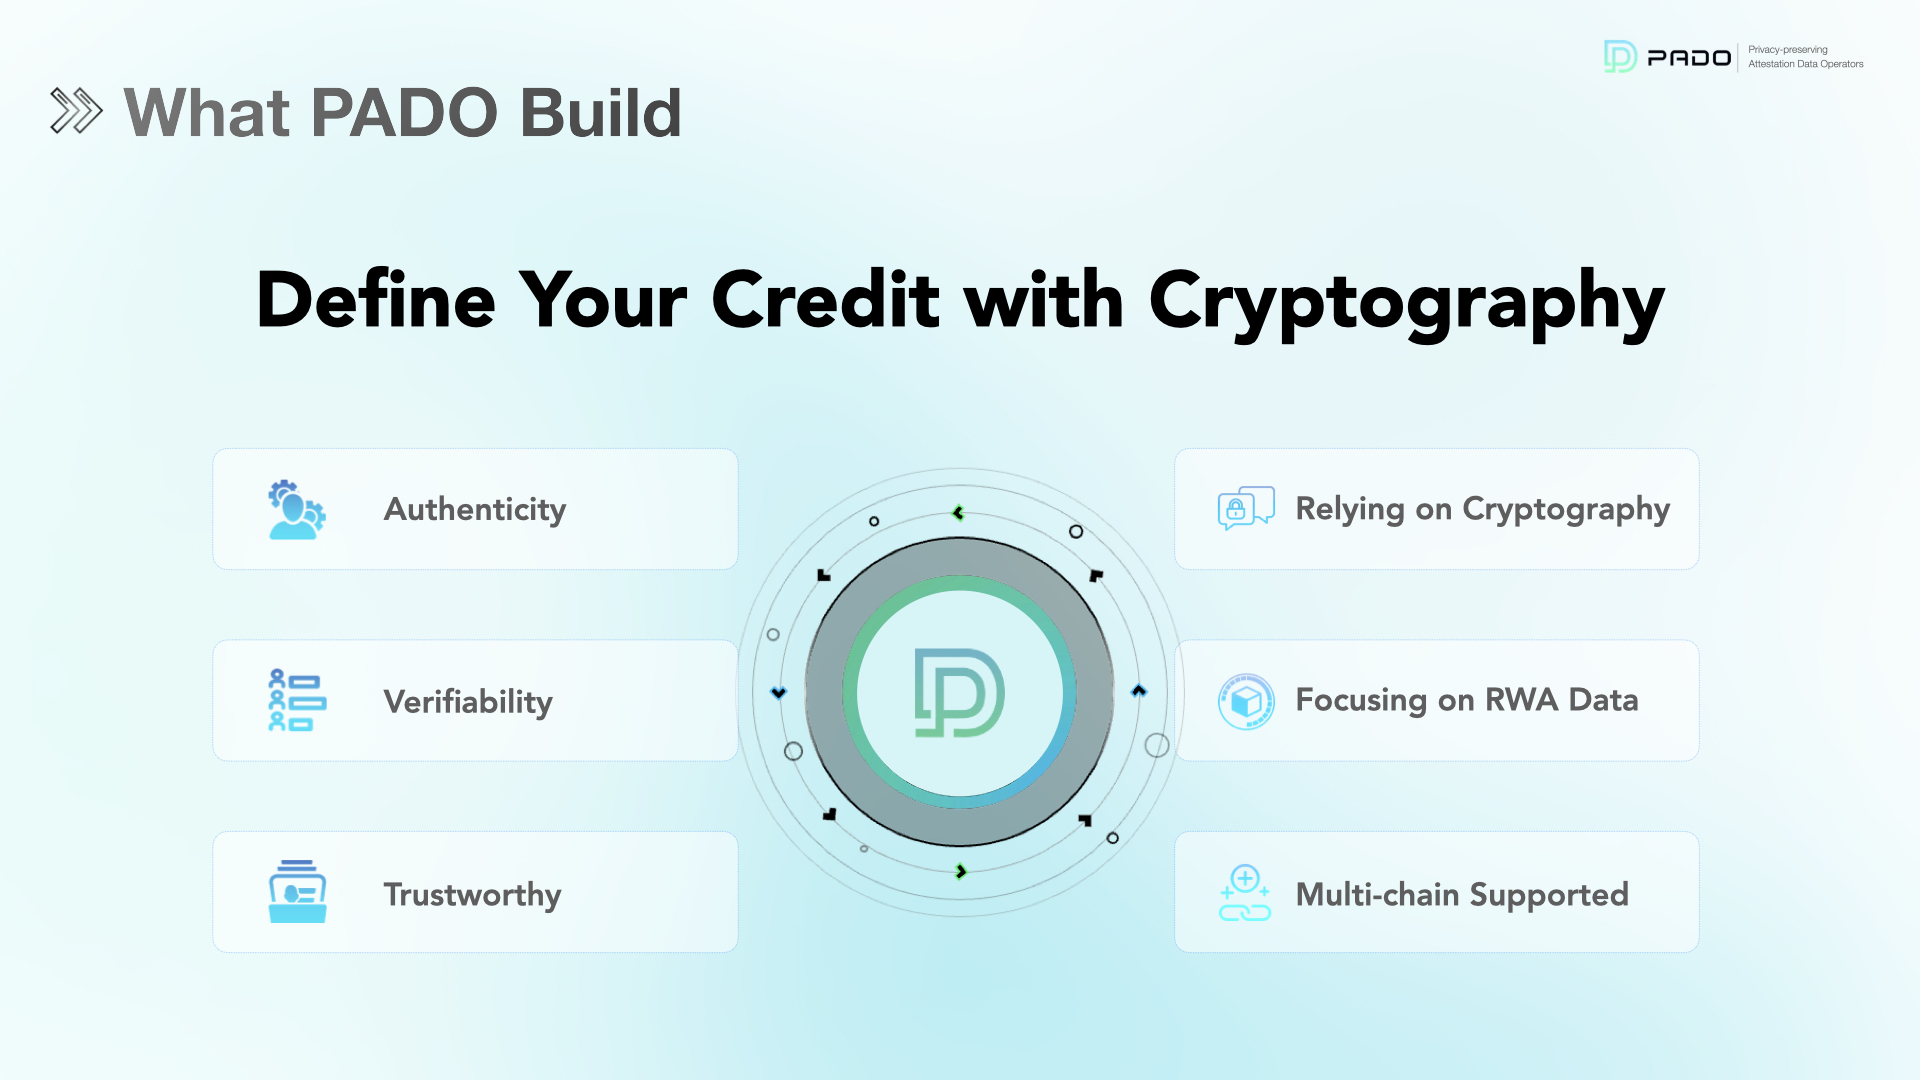 PADO
Privacy-preserving
Attestation Data Operators
What PADO Build
Define Your Credit with Cryptography
Authenticity
Relying on Cryptography
Verifiability
Focusing on RWA Data
Trustworthy
Multi-chain Supported